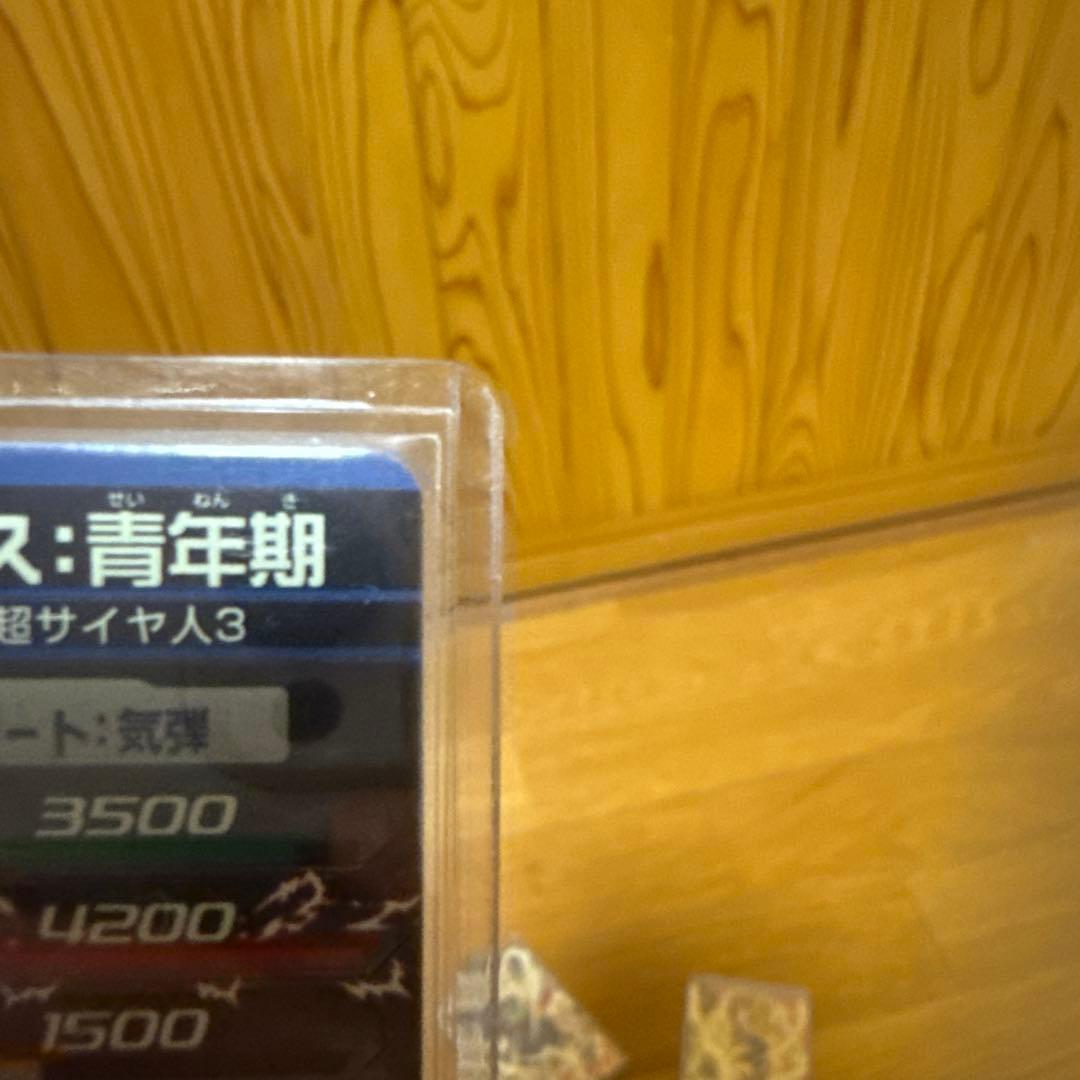 せい ねん き
ス:青年期
超サイヤ人3
ート:気弾
3500
4200
1500